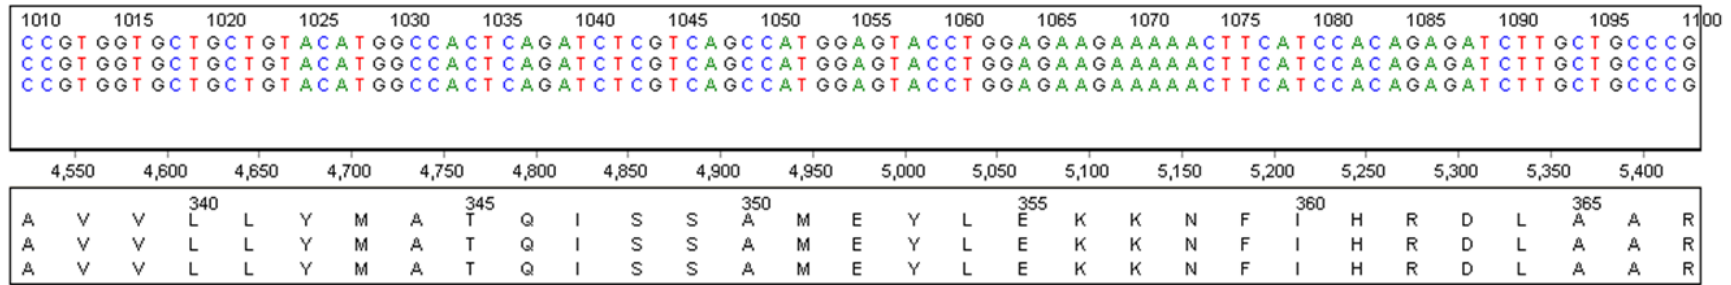 1010 1015 1020 1025 1030 1035 1040 1045 1050 1055 1060 1065 1070 1075 1080 1085 1090 1095 1100
C C G T G G T G C T G C T G T A C A T G G C C A C T C A G A T C T C G T C A G C C A T G G A G T A C C T G G A G A A G A A A A A C T T C A T C C A C A G A G A T C T T G C T G C C C G
C C G T G G T G C T G C T G T A C A T G G C C A C T C A G A T C T C G T C A G C C A T G G A G T A C C T G G A G A A G A A A A A C T T C A T C C A C A G A G A T C T T G C T G C C C G
C C G T G G T G C T G C T G T A C A T G G C C A C T C A G A T C T C G T C A G C C A T G G A G T A C C T G G A G A A G A A A A A C T T C A T C C A C A G A G A T C T T G C T G C C C G
4,550 4,600 4,650 4,700 4,750 4,800 4,850 4,900 4,950 5,000 5,050 5,100 5,150 5,200 5,250 5,300 5,350 5,400
340 345 350 355 360 365
A V V L L Y M A T Q I S S A M E Y L E K K N F I H R D L A A R
A V V L L Y M A T Q I S S A M E Y L E K K N F I H R D L A A R
A V V L L Y M A T Q I S S A M E Y L E K K N F I H R D L A A R